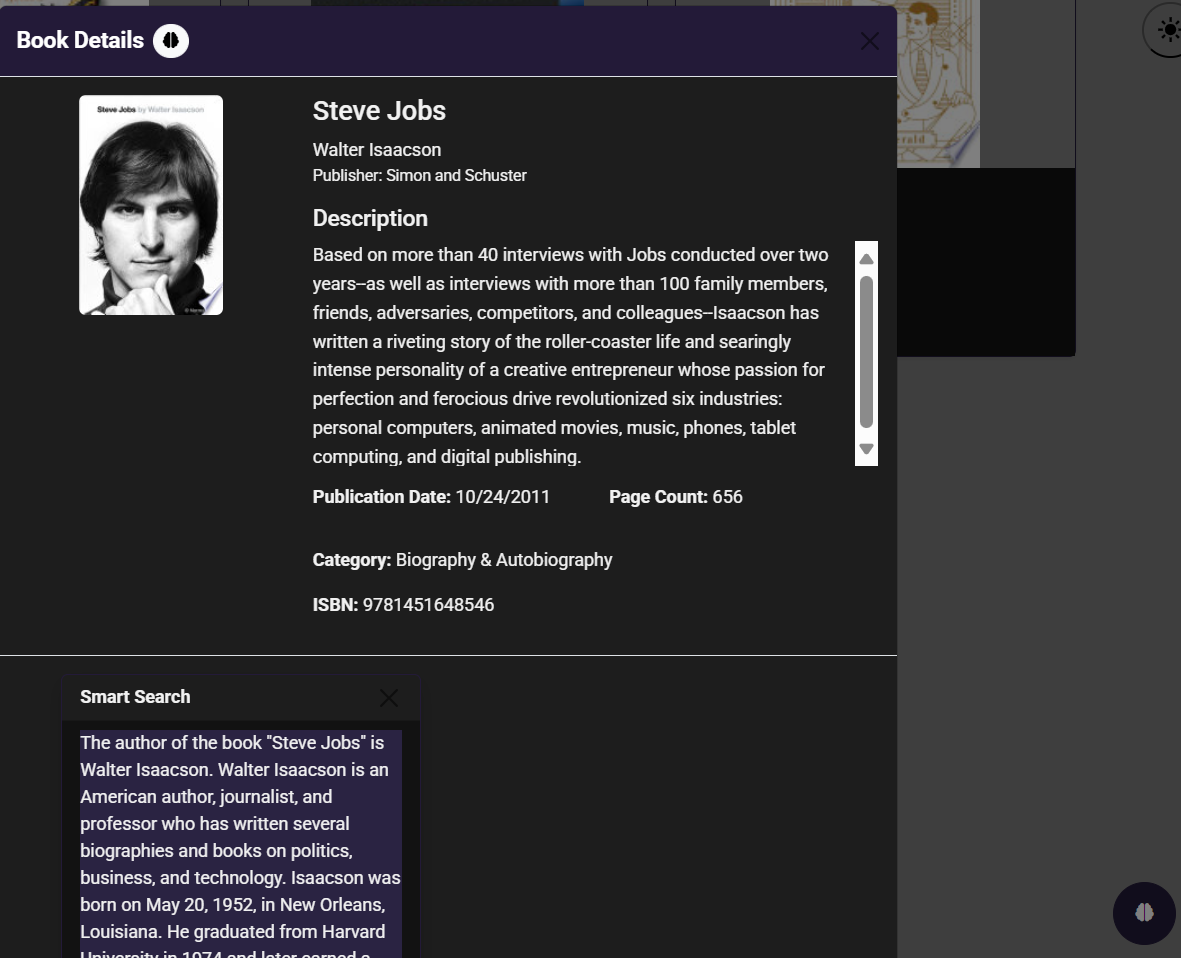 Book Details
Steve Jobs by Walter Isaacson
Steve Jobs
Walter Isaacson
Publisher: Simon and Schuster
Description
Based on more than 40 interviews with Jobs conducted over two
years--as well as interviews with more than 100 family members,
friends, adversaries, competitors, and colleagues--Isaacson has
written a riveting story of the roller-coaster life and searingly
intense personality of a creative entrepreneur whose passion for
perfection and ferocious drive revolutionized six industries:
personal computers, animated movies, music, phones, tablet
computing, and digital publishing.
Publication Date: 10/24/2011 Page Count: 656
Category: Biography & Autobiography
ISBN: 9781451648546
Smart Search
The author of the book "Steve Jobs" is
Walter Isaacson. Walter Isaacson is an
American author, journalist, and
professor who has written several
biographies and books on politics,
business, and technology. Isaacson was
born on May 20, 1952, in New Orleans,
Louisiana. He graduated from Harvard
University in 1974 and later earned a